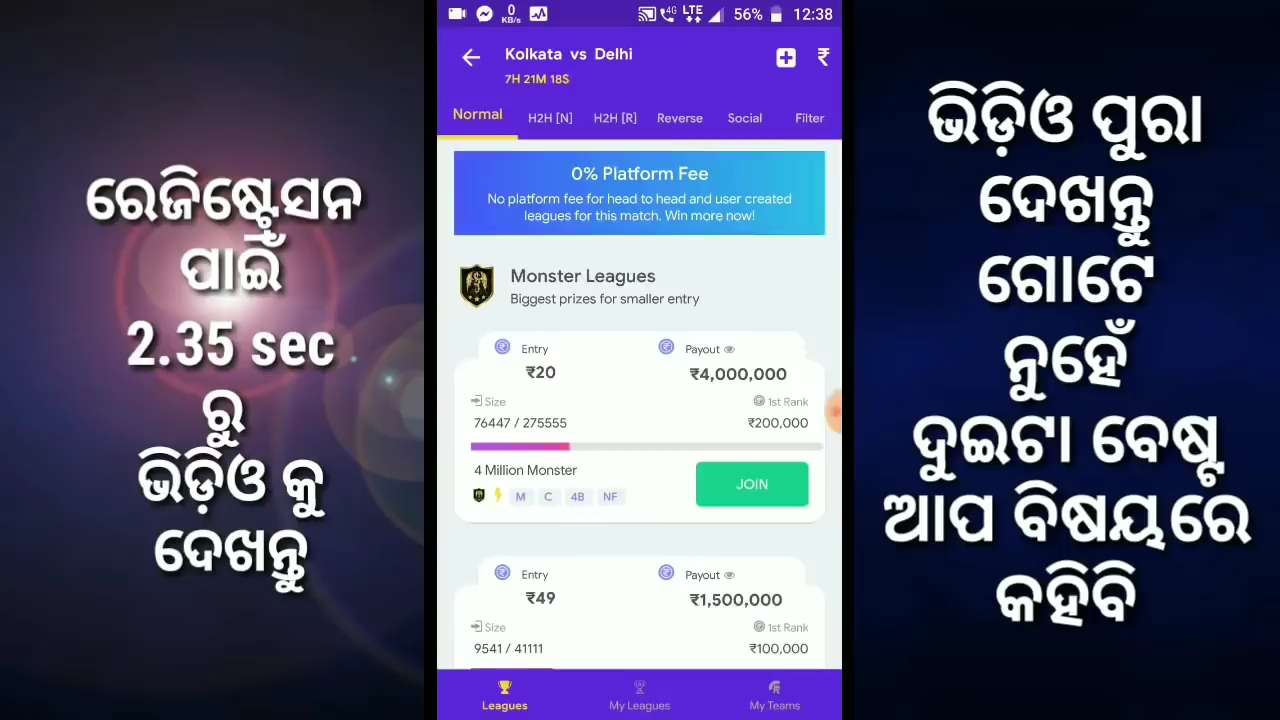 ରେଜିଷ୍ଟ୍ରେସନ
ପାଇଁ
2.35 sec
ରୁ
ଭିଡ଼ିଓ କୁ
ଦେଖନ୍ତୁ
0
KB/s
4G
LTE
56%
12:38
Kolkata vs Delhi
7H 21M 18S
₹
Normal
H2H [N]
H2H [R]
Reverse
Social
Filter
0% Platform Fee
No platform fee for head to head and user created
leagues for this match. Win more now!
Monster Leagues
Biggest prizes for smaller entry
Entry
Payout
₹20
₹4,000,000
Size
1st Rank
76447 / 275555
₹200,000
4 Million Monster
JOIN
M C 4B NF
Entry
Payout
₹49
₹1,500,000
Size
1st Rank
9541 / 41111
₹100,000
Leagues
My Leagues
My Teams
ଭିଡ଼ିଓ ପୁରା
ଦେଖନ୍ତୁ
ଗୋଟେ
ନୁହେଁ
ଦୁଇଟା ବେଷ୍ଟ
ଆପ ବିଷୟରେ
କହିବି